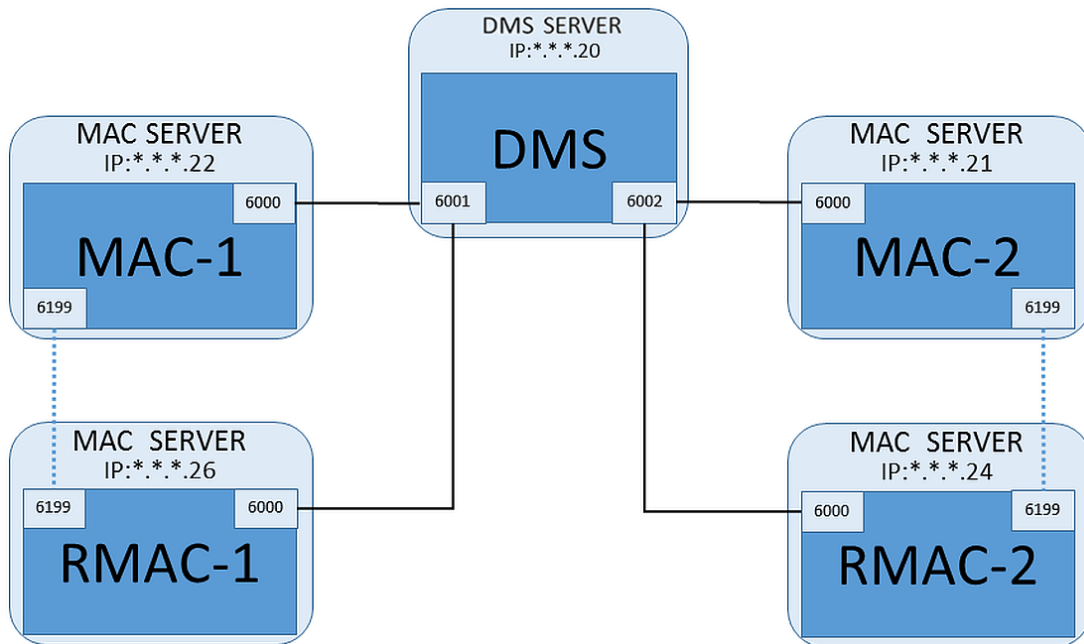 DMS SERVER
IP:*.*.*.20
DMS
6001
6002
MAC SERVER
IP:*.*.*.22
6000
MAC-1
6199
MAC SERVER
IP:*.*.*.21
6000
MAC-2
6199
MAC SERVER
IP:*.*.*.26
6199
6000
RMAC-1
MAC SERVER
IP:*.*.*.24
6000
6199
RMAC-2